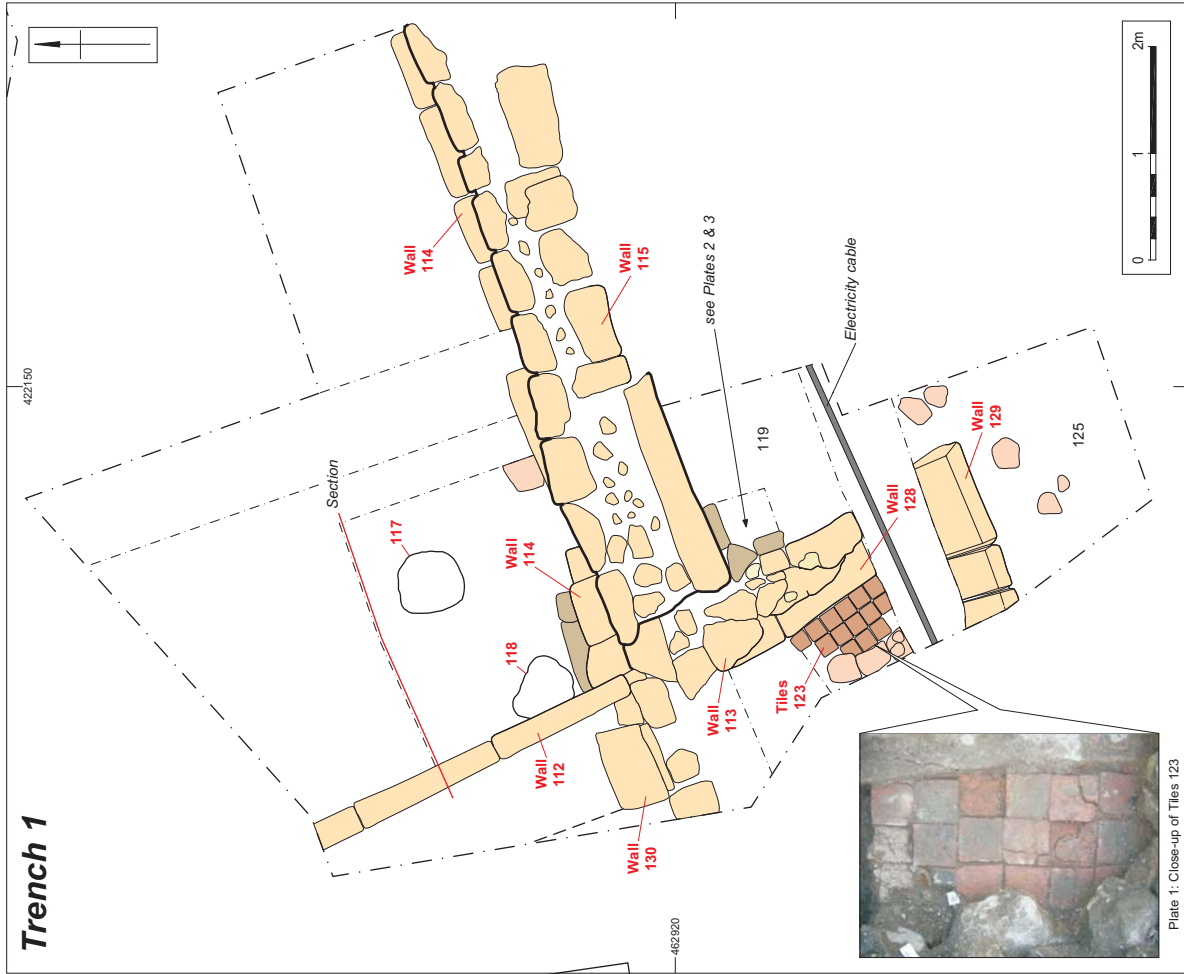 Trench 1
422150
Section
117
Wall
114
118
Wall
114
Wall
115
see Plates 2 & 3
Wall
112
Wall
130
Wall
113
119
Electricity cable
Tiles
123
Wall
128
Wall
129
125
462920
0
1
2m
Plate 1: Close-up of Tiles 123